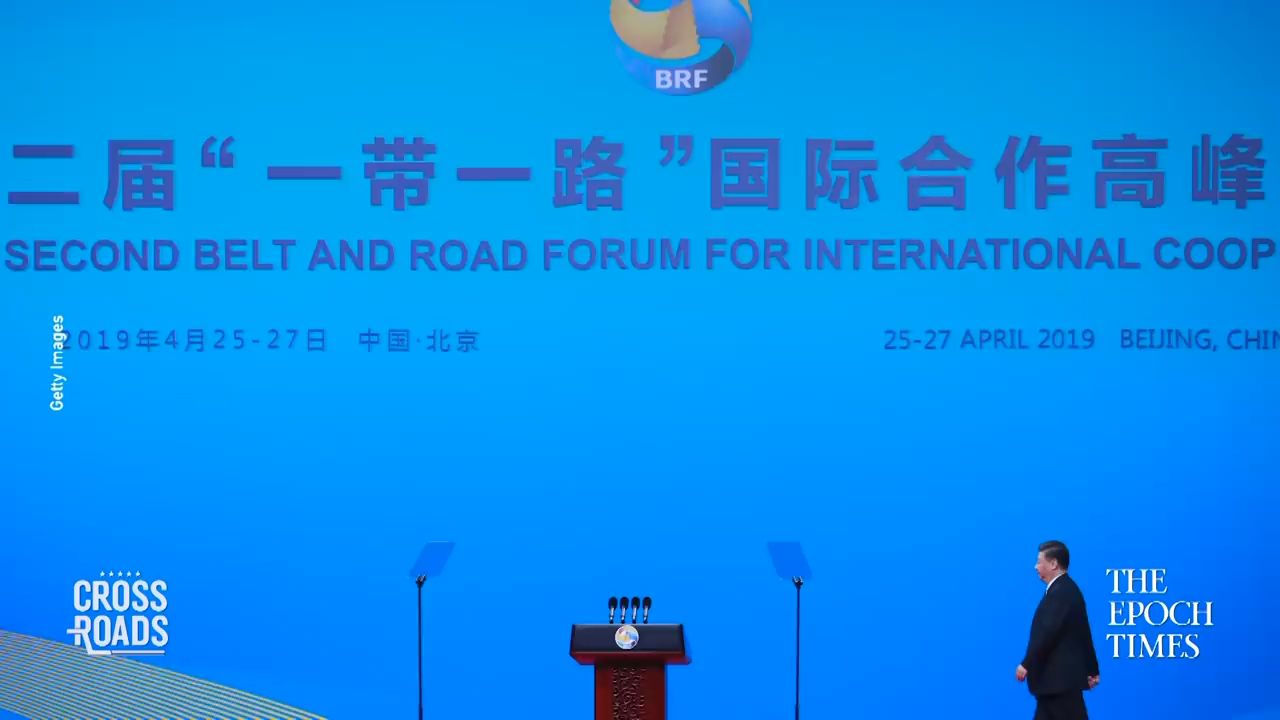 BRF
二届“一带一路”国际合作高峰
SECOND BELT AND ROAD FORUM FOR INTERNATIONAL COOP
2019年4月25-27日 中国·北京
25-27 APRIL 2019 BEIJING, CHIN
Getty Images
CROSS
ROADS
THE
EPOCH
TIMES